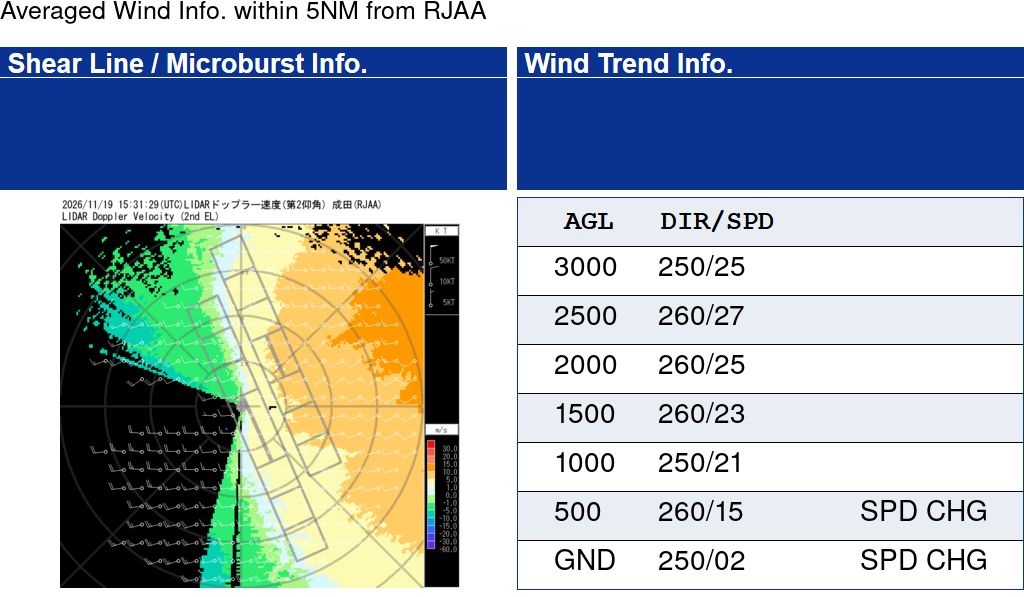 Averaged Wind Info. within 5NM from RJAA
Shear Line / Microburst Info.
Wind Trend Info.
2026/11/19 15:31:29(UTC)LIDARドップラー速度(第2仰角) 成田(RJAA)
LIDAR Doppler Velocity (2nd EL)
KT
50KT
10KT
5KT
m/s
30.0
20.0
15.0
10.0
5.0
1.0
0.0
-1.0
-5.0
-10.0
-15.0
-20.0
-30.0
-60.0
AGL DIR/SPD
3000 250/25
2500 260/27
2000 260/25
1500 260/23
1000 250/21
500 260/15 SPD CHG
GND 250/02 SPD CHG